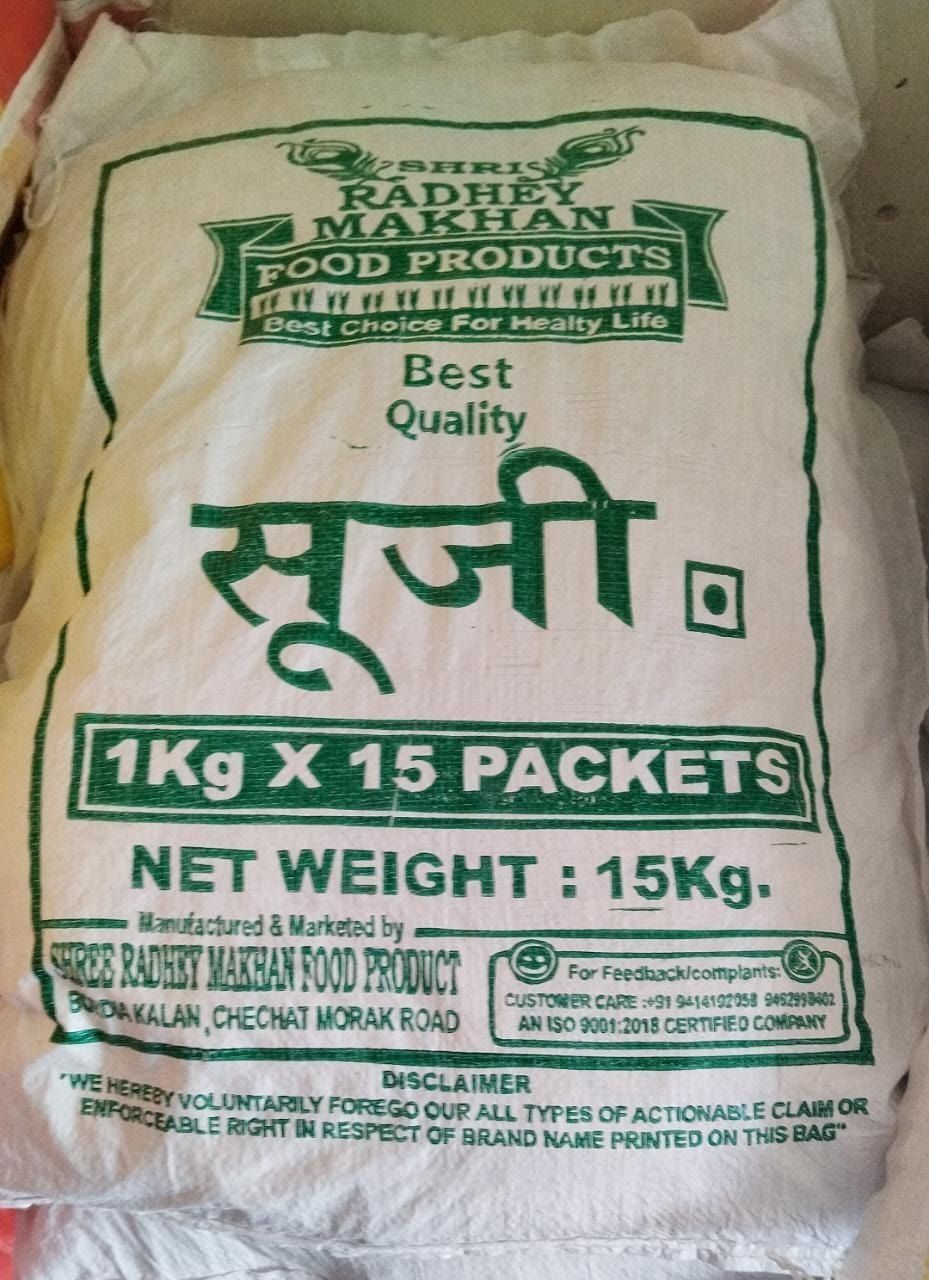 SHRI
RADHEY
MAKHAN
FOOD PRODUCTS
Best Choice For Healty Life
Best
Quality
सूजी
1Kg X 15 PACKETS
NET WEIGHT : 15Kg.
Manufactured & Marketed by
SHREE RADHEY MAKHAN FOOD PRODUCT
KALAN, CHECHAT MORAK ROAD
For Feedback/complants:
CUSTOMER CARE :+91 9414192058
AN ISO 9001:2018 CERTIFIED COMPANY
DISCLAIMER
"WE HEREBY VOLUNTARILY FOREGO OUR ALL TYPES OF ACTIONABLE CLAIM OR
ENFORCEABLE RIGHT IN RESPECT OF BRAND NAME PRINTED ON THIS BAG"